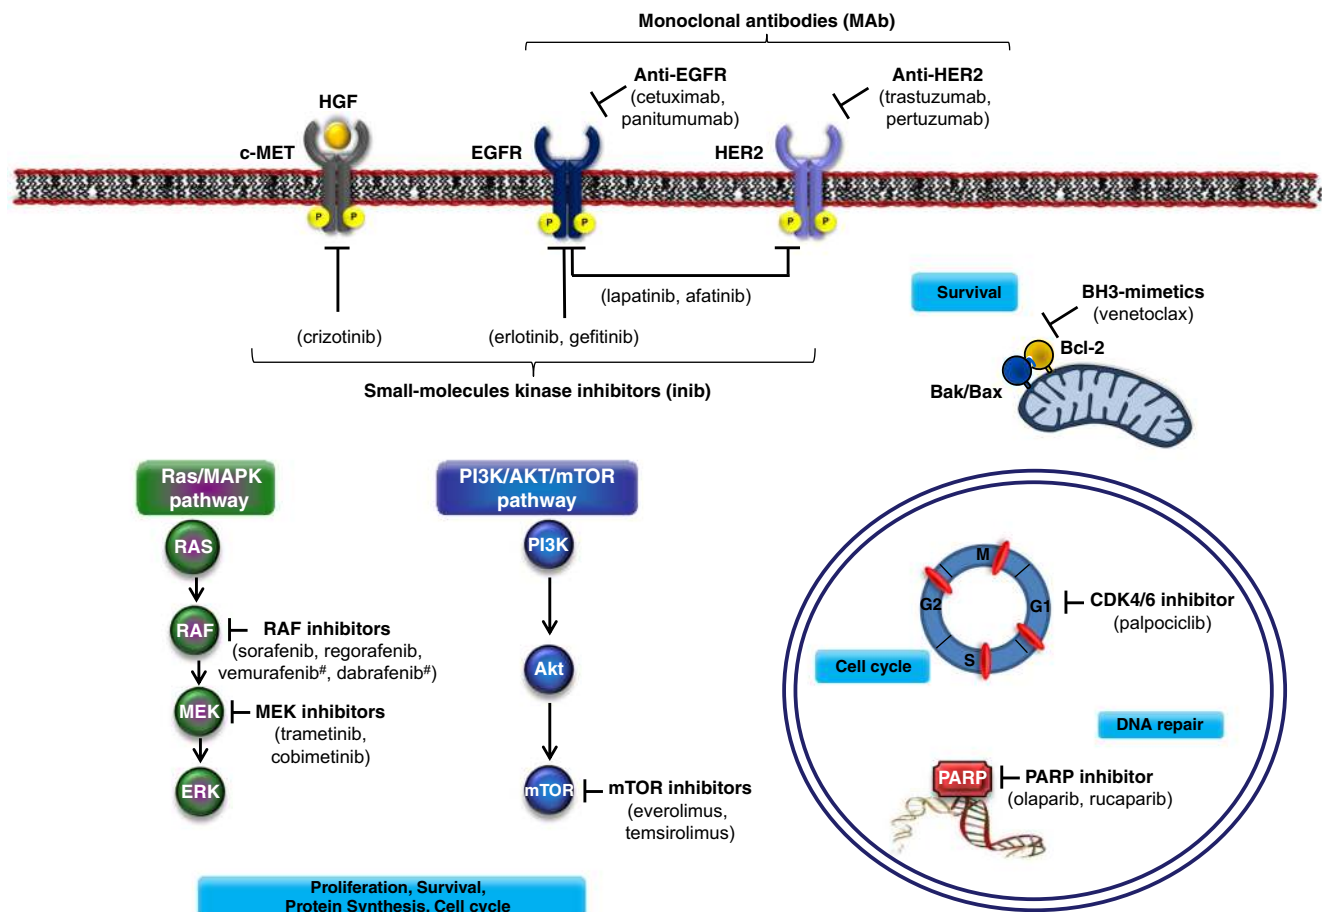 Monoclonal antibodies (MAb)
Anti-EGFR
(cetuximab,
panitumumab)
Anti-HER2
(trastuzumab,
pertuzumab)
HGF
c-MET
EGFR
HER2
P
P
P
P
P
P
(lapatinib, afatinib)
(crizotinib)
(erlotinib, gefitinib)
Small-molecules kinase inhibitors (inib)
Survival
BH3-mimetics
(venetoclax)
Bcl-2
Bak/Bax
Ras/MAPK
pathway
RAS
RAF
RAF inhibitors
(sorafenib, regorafenib,
vemurafenib#, dabrafenib#)
MEK
MEK inhibitors
(trametinib,
cobimetinib)
ERK
PI3K/AKT/mTOR
pathway
PI3K
Akt
mTOR
mTOR inhibitors
(everolimus,
temsirolimus)
Proliferation, Survival,
Protein Synthesis, Cell cycle
M
G2
G1
S
CDK4/6 inhibitor
(palpociclib)
Cell cycle
DNA repair
PARP
PARP inhibitor
(olaparib, rucaparib)